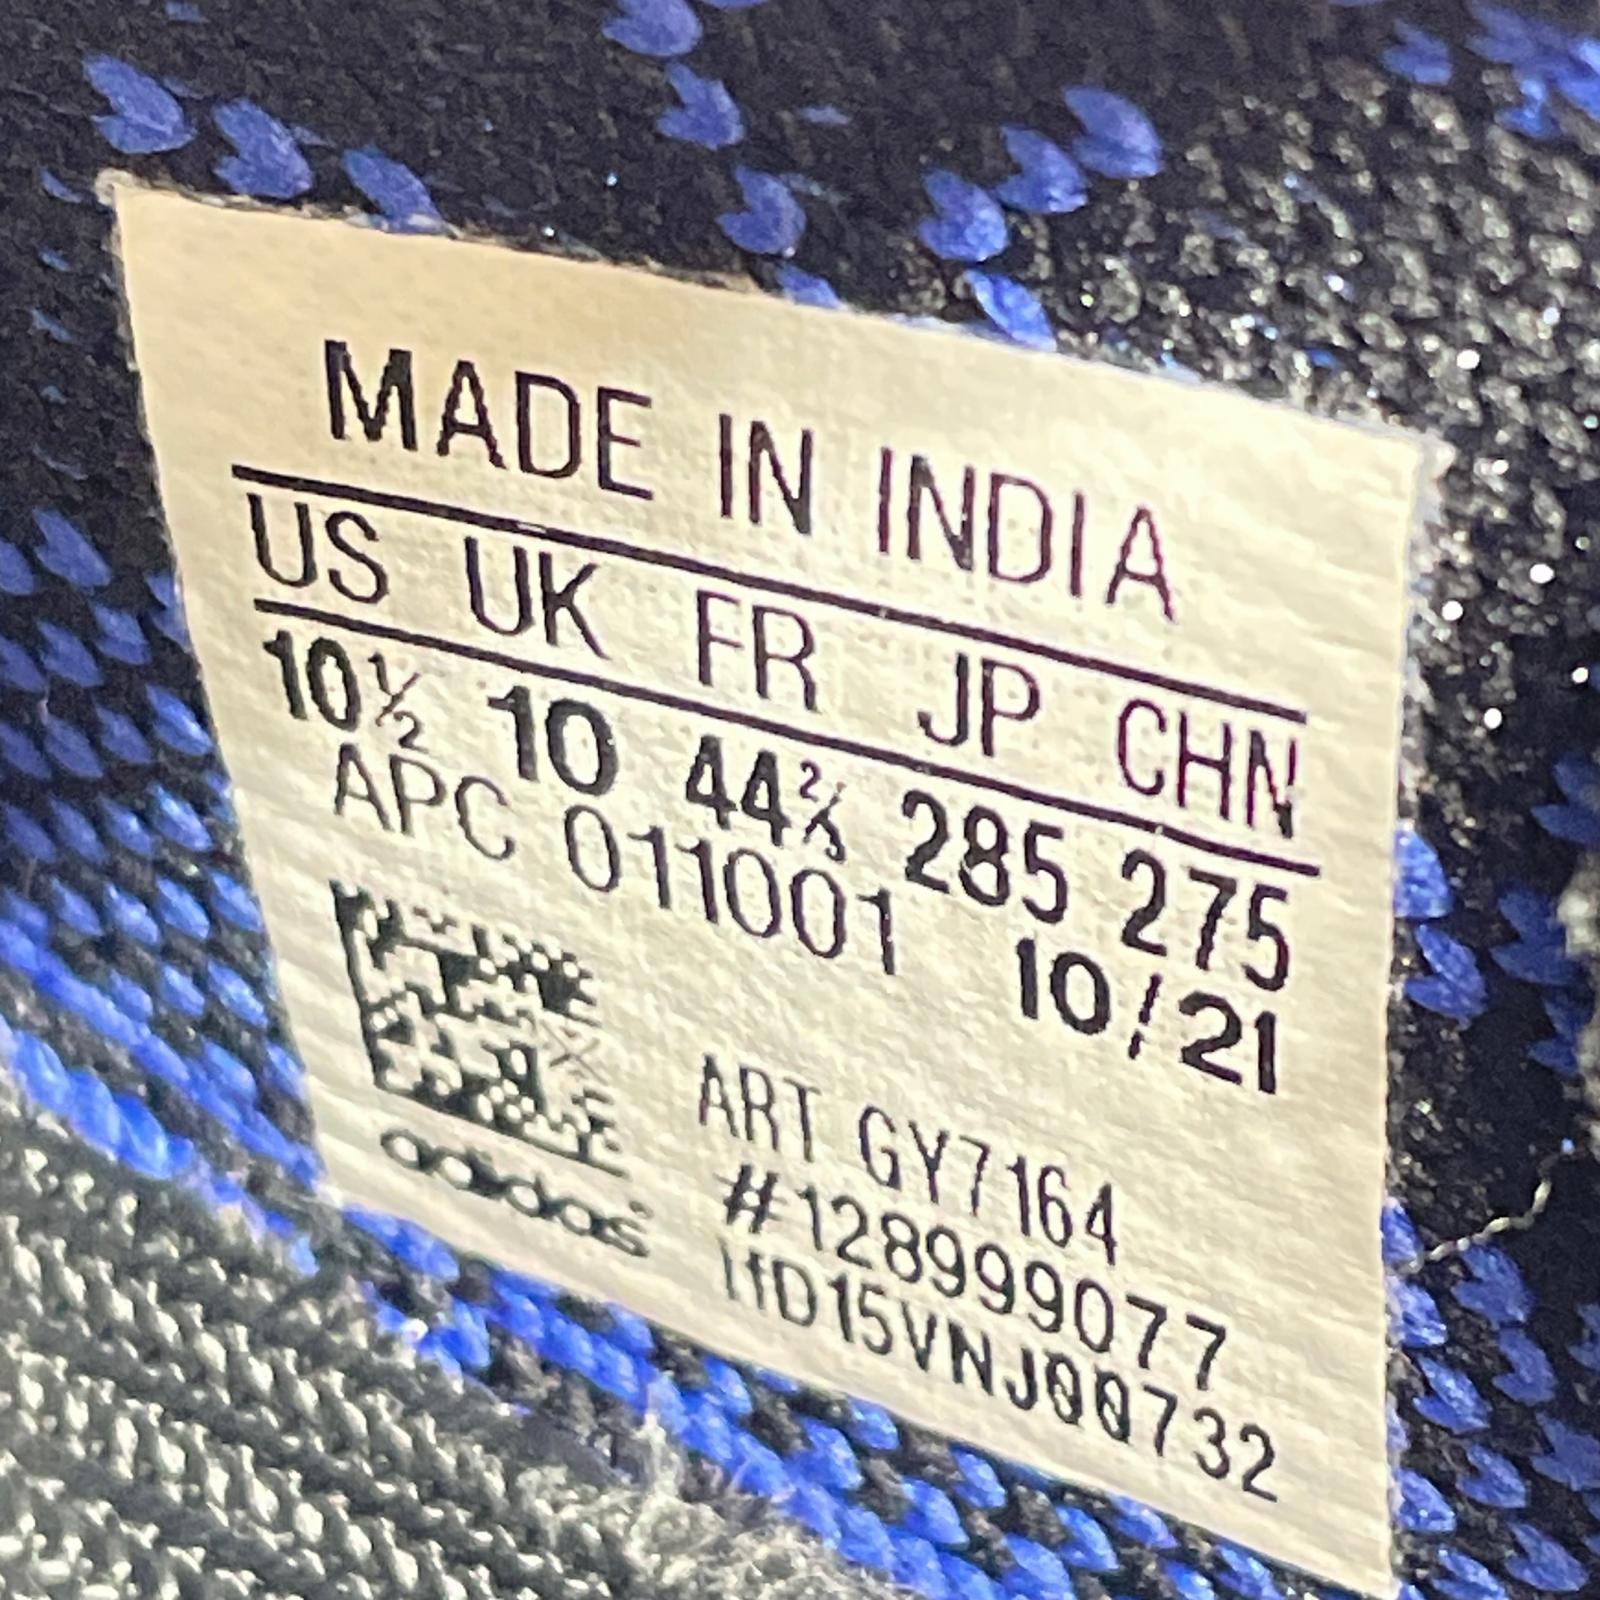 MADE IN INDIA
US UK FR JP CHN
10½ 10 44⅔ 285 275
APC 011001 10/21
ART GY7164
#128999077
adidas